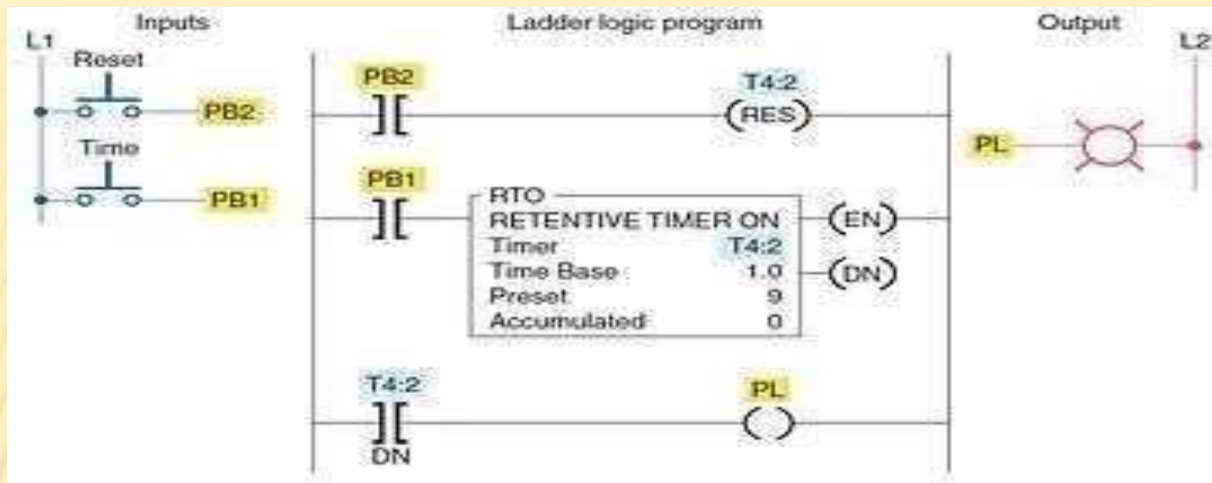 Inputs
Ladder logic program
Output
L1
L2
Reset
PB2
Time
PB1
PB2
T4:2
(RES)
PB1
RTO
RETENTIVE TIMER ON
(EN)
Timer T4:2
Time Base 1.0
(DN)
Preset 9
Accumulated 0
T4:2
DN
PL
PL